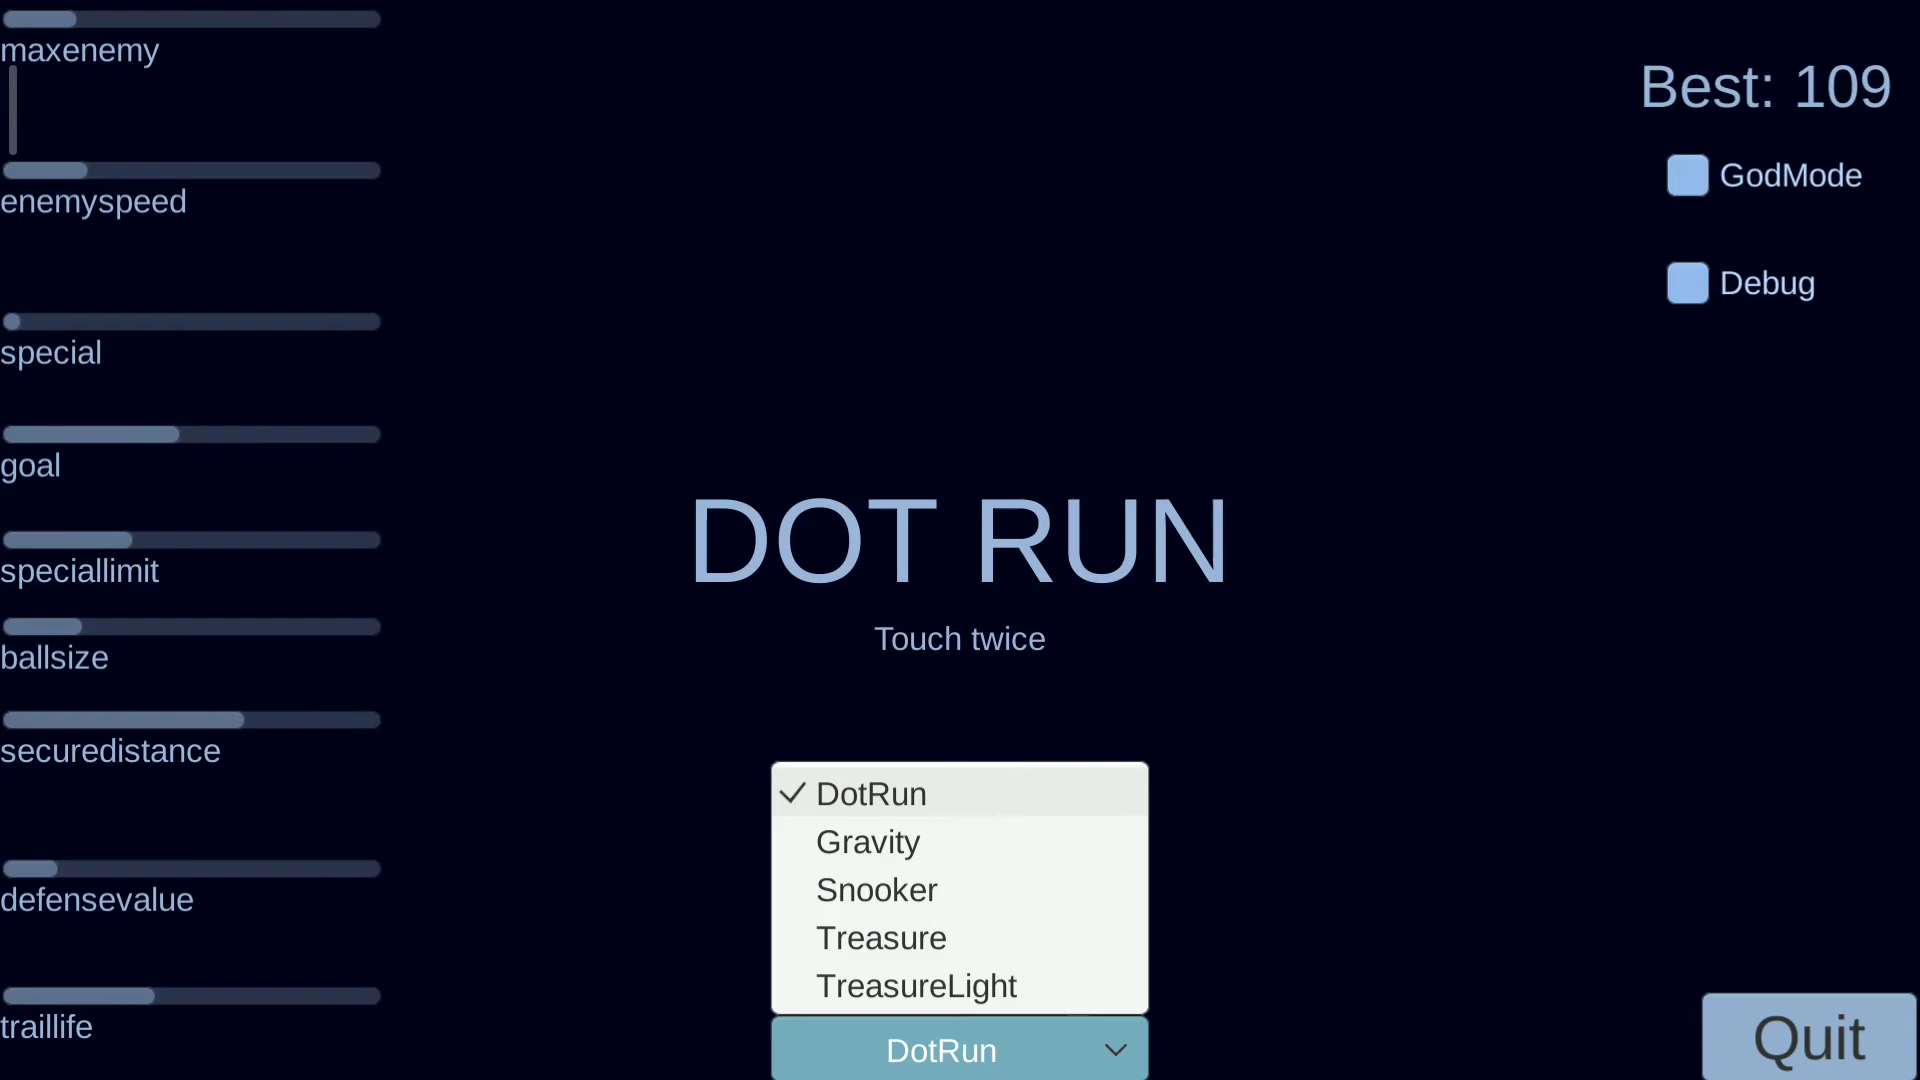 maxenemy
enemyspeed
special
goal
speciallimit
ballsize
securedistance
defensevalue
traillife
DOT RUN
Touch twice
DotRun
Gravity
Snooker
Treasure
TreasureLight
DotRun
Best: 109
GodMode
Debug
Quit